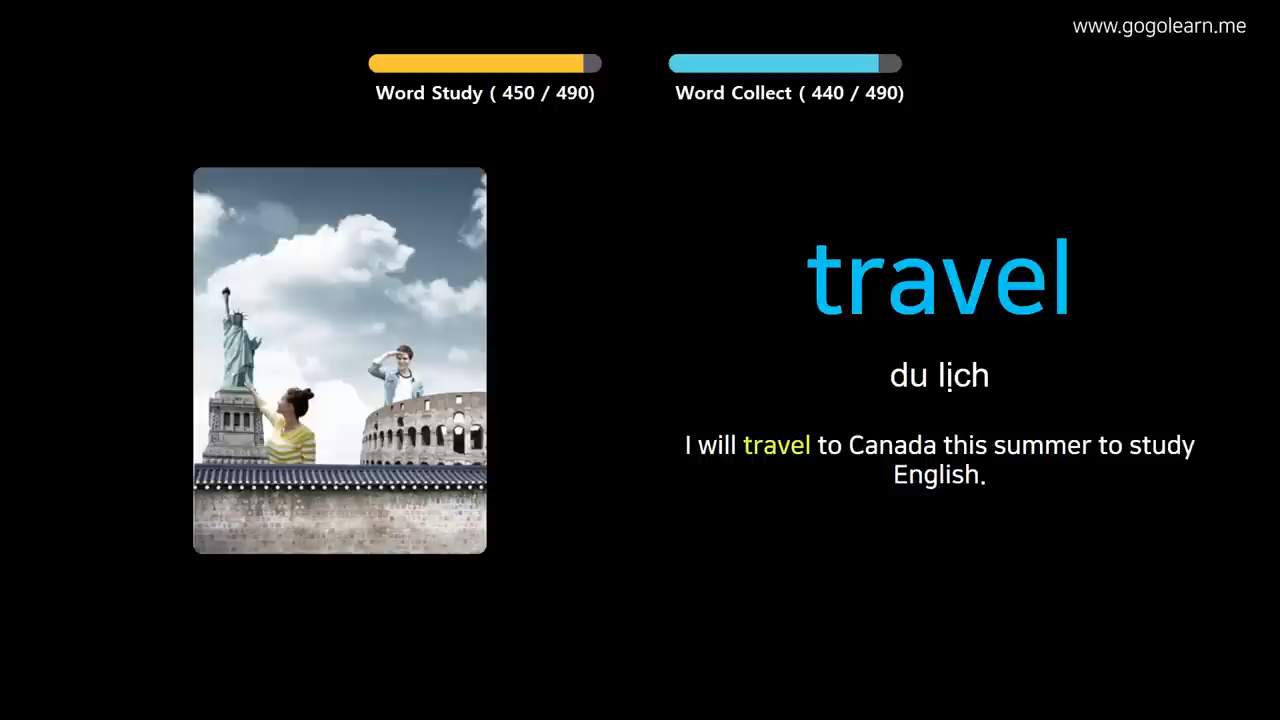 www.gogolearn.me
Word Study ( 450 / 490)
Word Collect ( 440 / 490)
travel
du lịch
I will travel to Canada this summer to study
English.